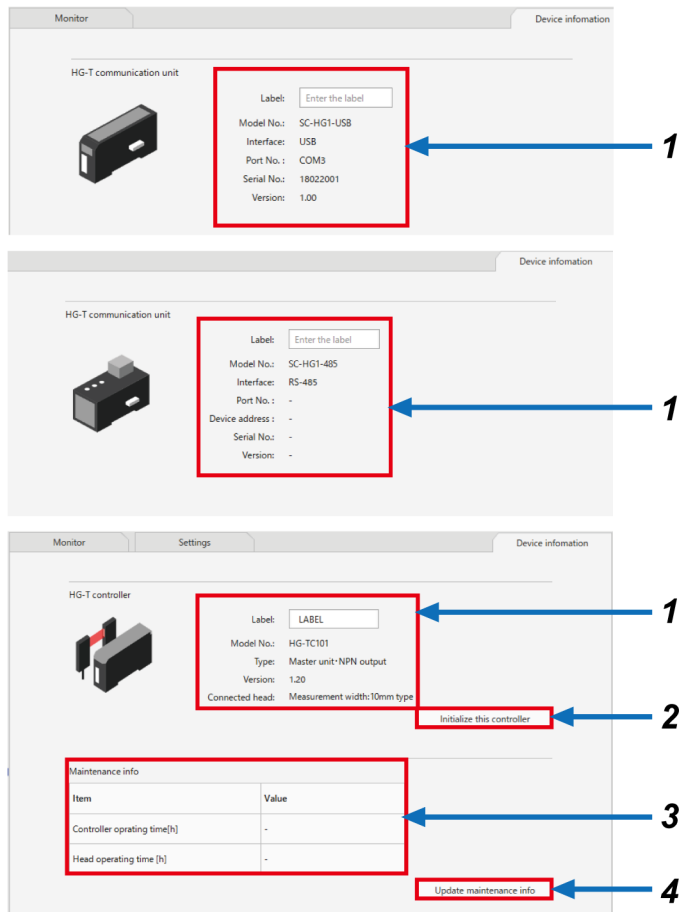 Monitor
Device infomation
HG-T communication unit
Label: Enter the label
Model No.: SC-HG1-USB
Interface: USB
Port No. : COM3
Serial No.: 18022001
Version: 1.00
1
Device infomation
HG-T communication unit
Label: Enter the label
Model No.: SC-HG1-485
Interface: RS-485
Port No. : -
Device address : -
Serial No.: -
Version: -
1
Monitor
Settings
Device infomation
HG-T controller
Label: LABEL
Model No.: HG-TC101
Type: Master unit・NPN output
Version: 1.20
Connected head: Measurement width:10mm type
1
Initialize this controller
2
Maintenance info
Item Value
Controller oprating time[h] -
Head operating time [h] -
3
Update maintenance info
4